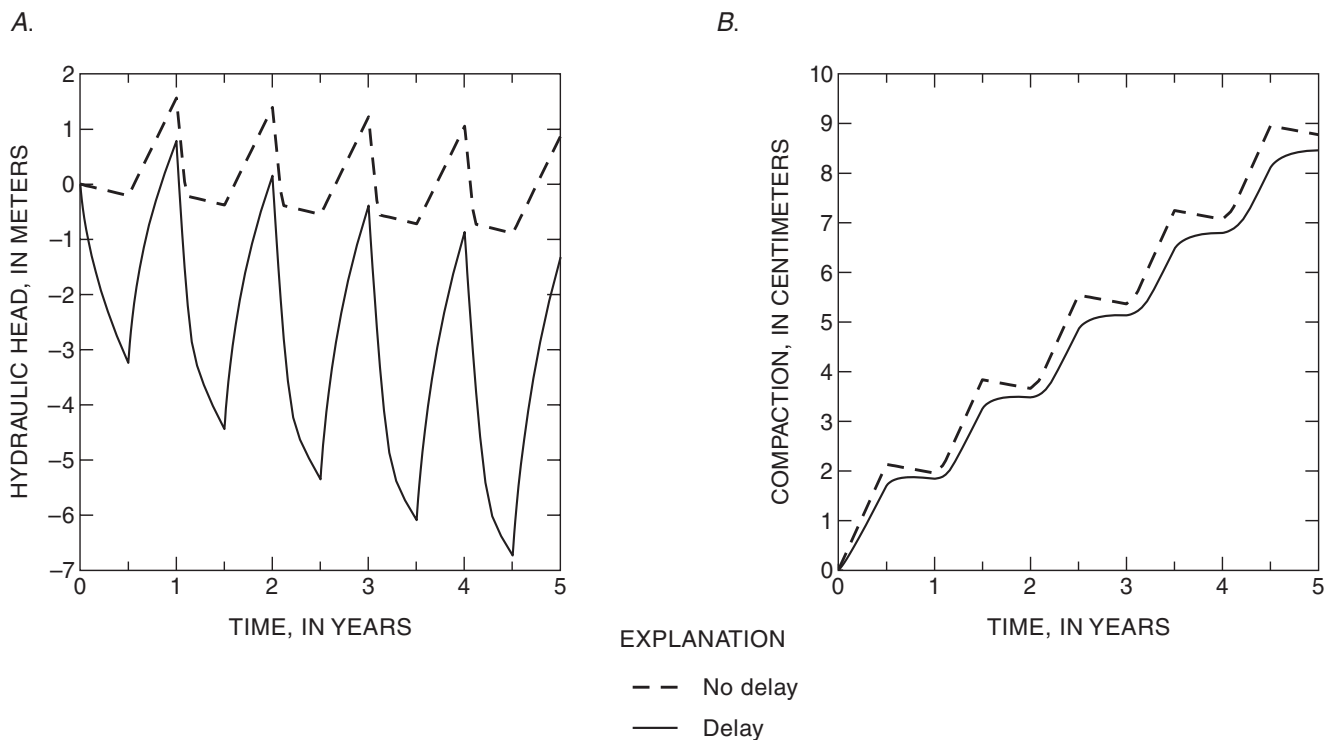 A.
B.
2
1
0
–1
–2
–3
–4
–5
–6
–7
HYDRAULIC HEAD, IN METERS
0 1 2 3 4 5
TIME, IN YEARS
10
9
8
7
6
5
4
3
2
1
0
COMPACTION, IN CENTIMETERS
0 1 2 3 4 5
TIME, IN YEARS
EXPLANATION
No delay
Delay